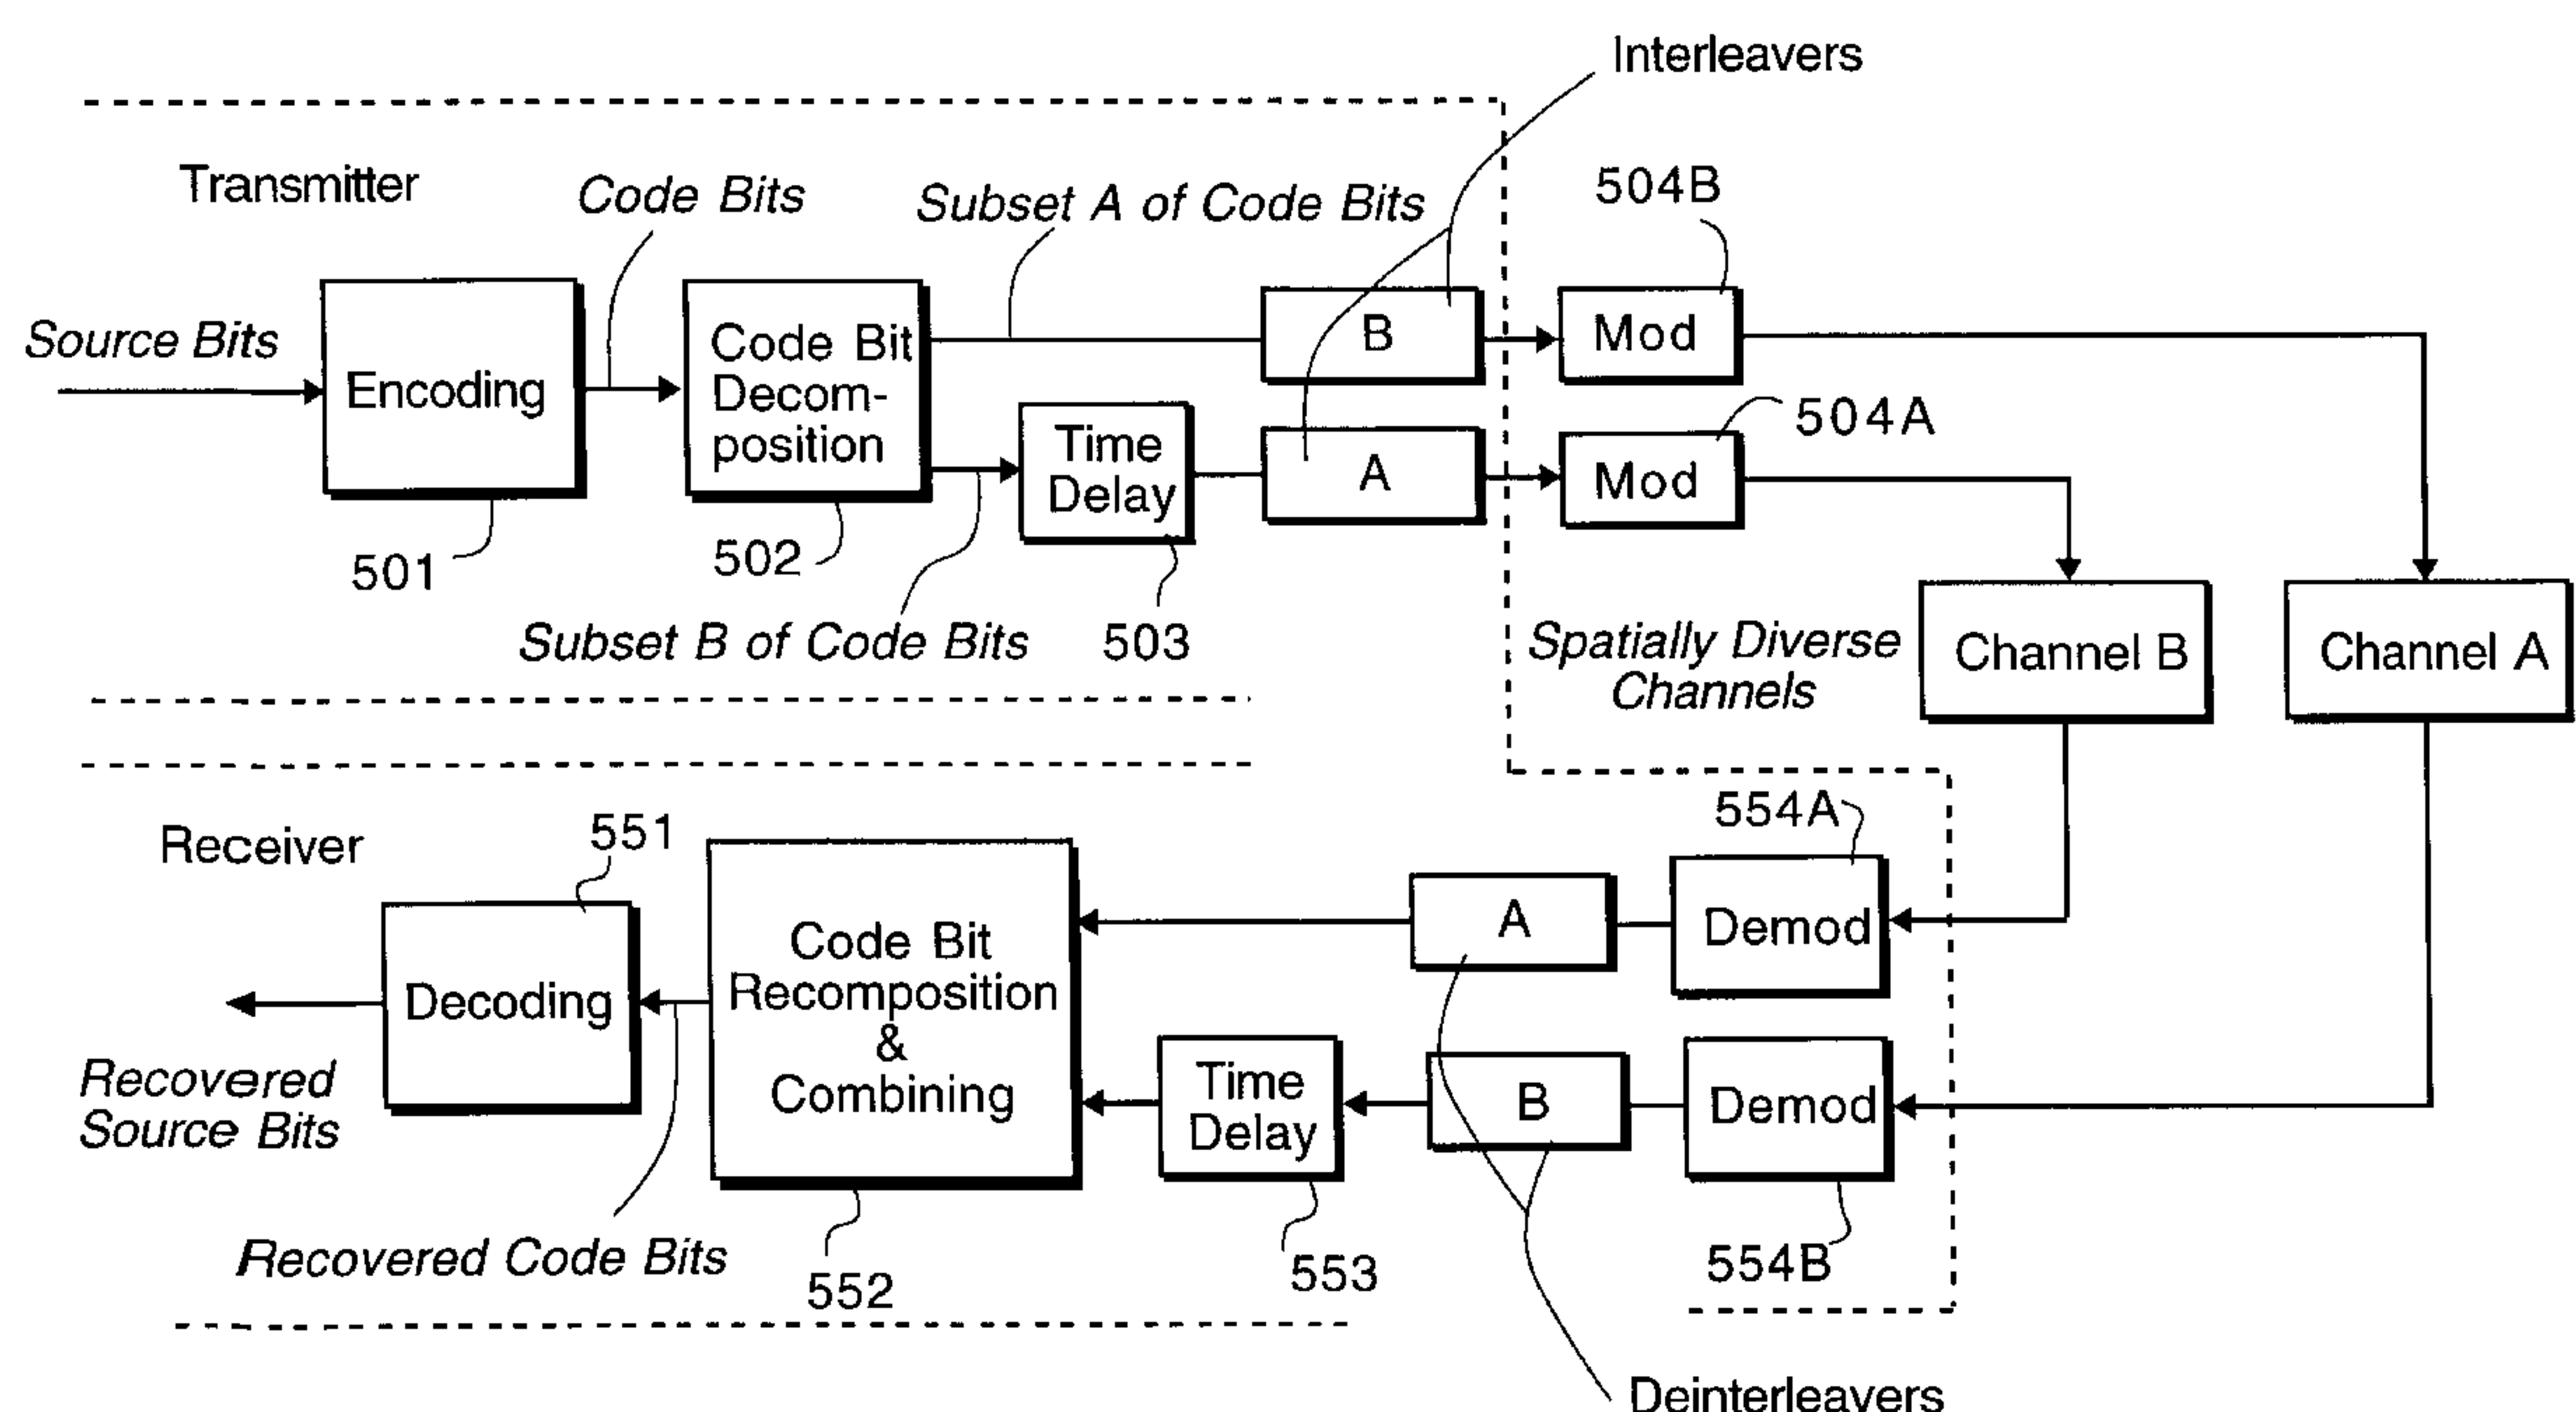 Interleavers
Transmitter
Code Bits
Subset A of Code Bits
504B
Source Bits
Encoding
Code Bit
Decom-
position
B
Mod
504A
Time
Delay
A
Mod
501
502
503
Subset B of Code Bits
Spatially Diverse
Channels
Channel B
Channel A
Receiver
551
554A
Code Bit
Recomposition
&
Combining
A
Demod
Decoding
Recovered
Source Bits
Time
Delay
B
Demod
Recovered Code Bits
552
553
554B
Deinterleavers